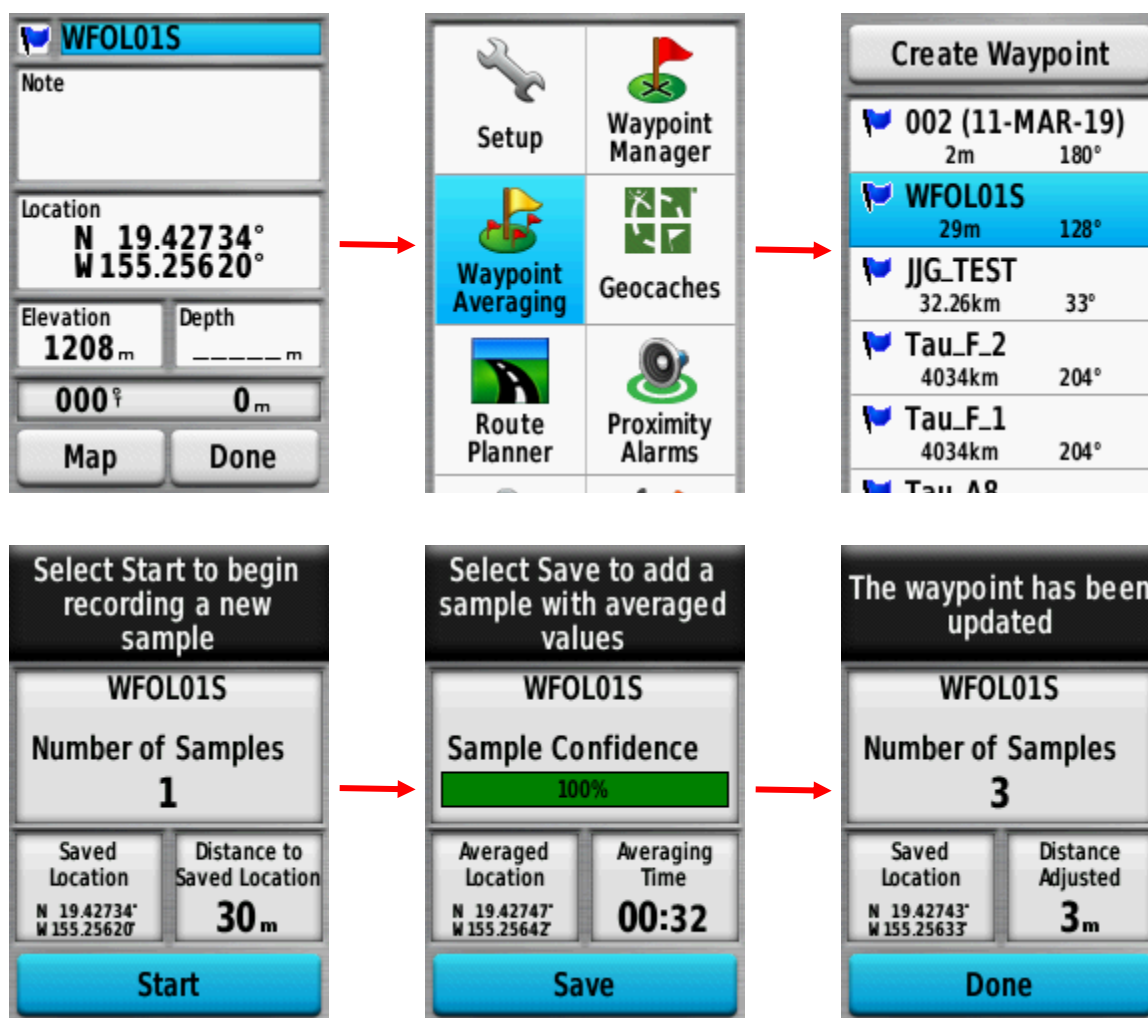 WFOL01S
Note
Location
N 19.42734°
W 155.25620°
Elevation
1208 m
Depth
_____ m
000° 0 m
Map Done
Setup
Waypoint
Manager
Waypoint
Averaging
Geocaches
Route
Planner
Proximity
Alarms
Create Waypoint
002 (11-MAR-19)
2m 180°
WFOL01S
29m 128°
JJG_TEST
32.26km 33°
Tau_F_2
4034km 204°
Tau_F_1
4034km 204°
Tau_A8
Select Start to begin
recording a new
sample
WFOL01S
Number of Samples
1
Saved
Location
N 19.42734°
W 155.25620°
Distance to
Saved Location
30 m
Start
Select Save to add a
sample with averaged
values
WFOL01S
Sample Confidence
100%
Averaged
Location
N 19.42747°
W 155.25642°
Averaging
Time
00:32
Save
The waypoint has been
updated
WFOL01S
Number of Samples
3
Saved
Location
N 19.42743°
W 155.25633°
Distance
Adjusted
3 m
Done